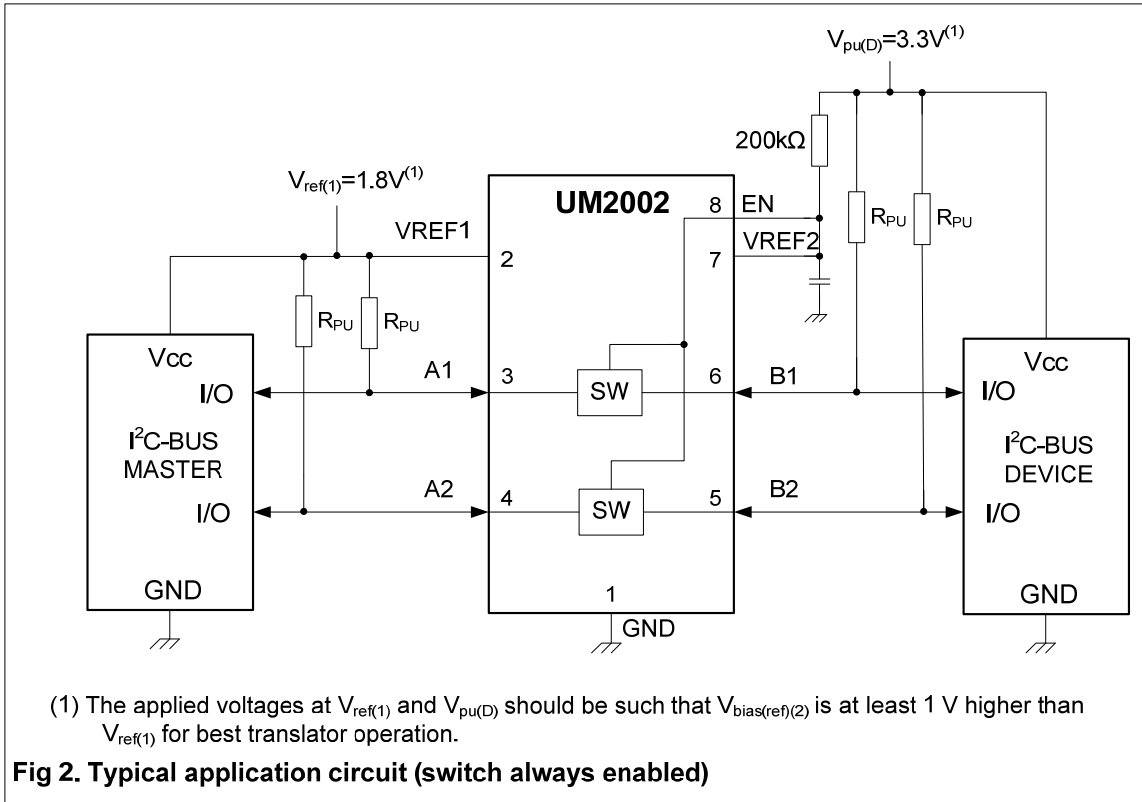 Vpu(D)=3.3V(1)
200kΩ
Vref(1)=1.8V(1)
UM2002
8 EN
RPU
RPU
VREF1
VREF2
2
7
RPU
RPU
Vcc
Vcc
I/O
A1
3
SW
6
B1
I/O
I2C-BUS
MASTER
I2C-BUS
DEVICE
I/O
A2
4
SW
5
B2
I/O
GND
1
GND
GND
(1) The applied voltages at Vref(1) and Vpu(D) should be such that Vbias(ref)(2) is at least 1 V higher than
Vref(1) for best translator operation.
Fig 2. Typical application circuit (switch always enabled)